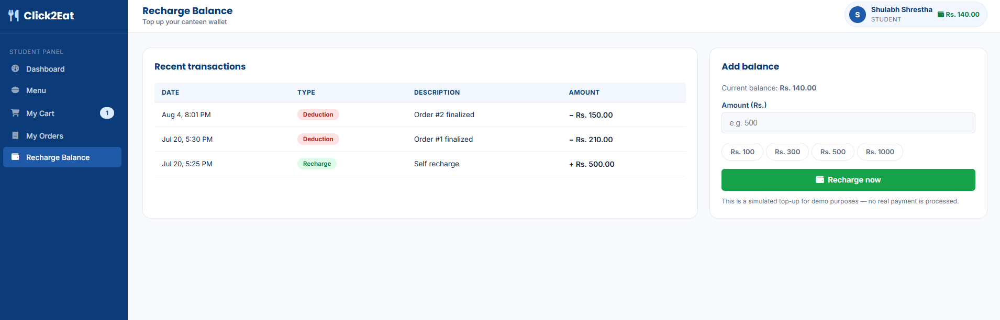 Click2Eat
STUDENT PANEL
Dashboard
Menu
My Cart 1
My Orders
Recharge Balance
Recharge Balance
Top up your canteen wallet
S
Shulabh Shrestha
STUDENT
Rs. 140.00
Recent transactions
DATE TYPE DESCRIPTION AMOUNT
Aug 4, 8:01 PM Deduction Order #2 finalized – Rs. 150.00
Jul 20, 5:30 PM Deduction Order #1 finalized – Rs. 210.00
Jul 20, 5:25 PM Recharge Self recharge + Rs. 500.00
Add balance
Current balance: Rs. 140.00
Amount (Rs.)
e.g. 500
Rs. 100 Rs. 300 Rs. 500 Rs. 1000
Recharge now
This is a simulated top-up for demo purposes — no real payment is processed.